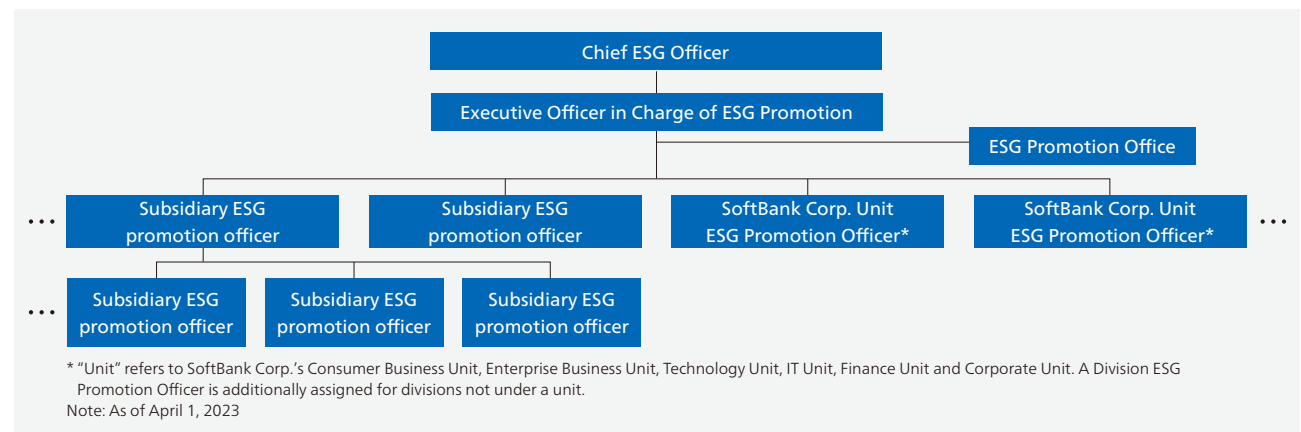 Chief ESG Officer
Executive Officer in Charge of ESG Promotion
ESG Promotion Office
... Subsidiary ESG
promotion officer
Subsidiary ESG
promotion officer
SoftBank Corp. Unit
ESG Promotion Officer*
SoftBank Corp. Unit
ESG Promotion Officer*
...
... Subsidiary ESG
promotion officer
Subsidiary ESG
promotion officer
Subsidiary ESG
promotion officer
* “Unit” refers to SoftBank Corp.’s Consumer Business Unit, Enterprise Business Unit, Technology Unit, IT Unit, Finance Unit and Corporate Unit. A Division ESG
Promotion Officer is additionally assigned for divisions not under a unit.
Note: As of April 1, 2023